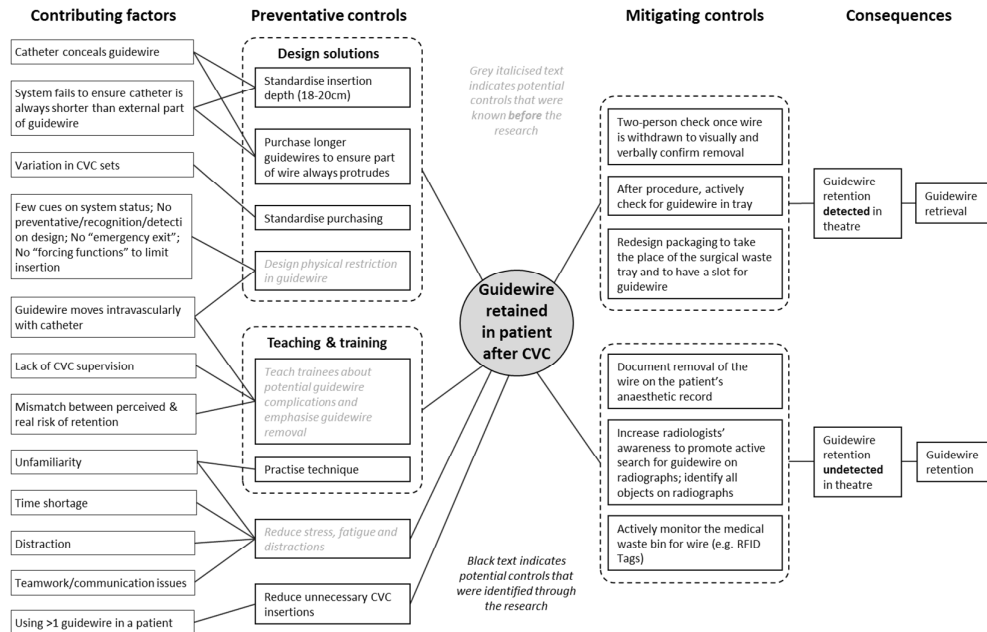 Contributing factors
Preventative controls
Mitigating controls
Consequences
Catheter conceals guidewire
System fails to ensure catheter is
always shorter than external part
of guidewire
Variation in CVC sets
Few cues on system status; No
preventative/recognition/detecti
on design; No “emergency exit”;
No “forcing functions” to limit
insertion
Guidewire moves intravascularly
with catheter
Lack of CVC supervision
Mismatch between perceived &
real risk of retention
Unfamiliarity
Time shortage
Distraction
Teamwork/communication issues
Using >1 guidewire in a patient
Design solutions
Standardise insertion
depth (18-20cm)
Purchase longer
guidewires to ensure part
of wire always protrudes
Standardise purchasing
Design physical restriction
in guidewire
Teaching & training
Teach trainees about
potential guidewire
complications and
emphasise guidewire
removal
Practise technique
Reduce stress, fatigue and
distractions
Reduce unnecessary CVC
insertions
Grey italicised text
indicates potential
controls that were
known before the
research
Guidewire
retained
in patient
after CVC
Black text indicates
potential controls that
were identified through
the research
Two-person check once wire
is withdrawn to visually and
verbally confirm removal
After procedure, actively
check for guidewire in tray
Redesign packaging to take
the place of the surgical waste
tray and to have a slot for
guidewire
Document removal of the
wire on the patient’s
anaesthetic record
Increase radiologists’
awareness to promote active
search for guidewire on
radiographs; identify all
objects on radiographs
Actively monitor the medical
waste bin for wire (e.g. RFID
Tags)
Guidewire
retention
detected in
theatre
Guidewire
retrieval
Guidewire
retention
undetected
in theatre
Guidewire
retention